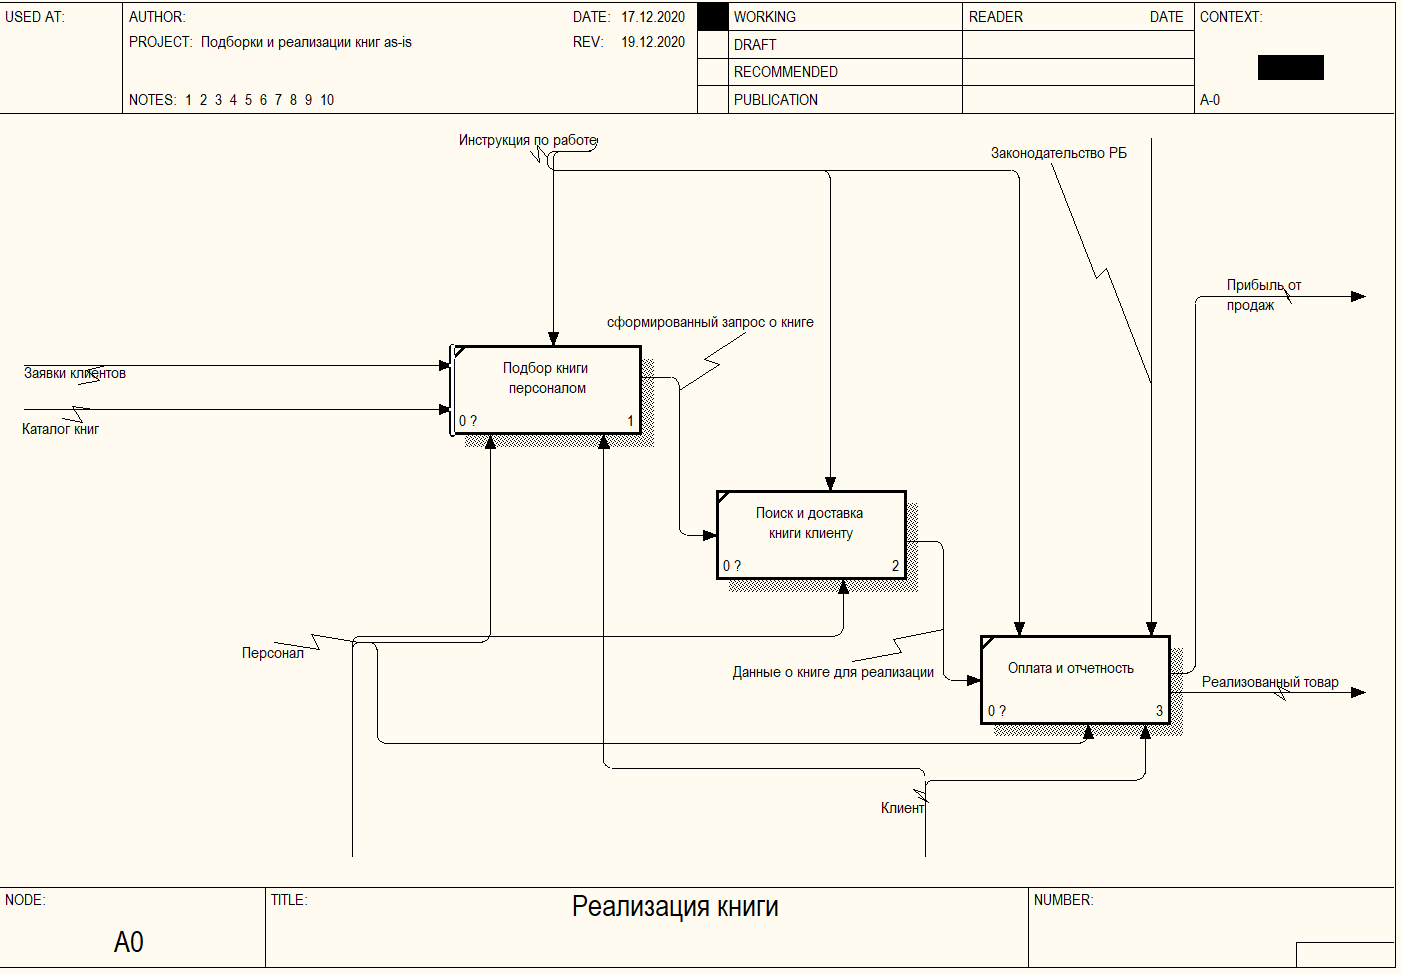 USED AT:
AUTHOR:
DATE: 17.12.2020
WORKING
READER
DATE
CONTEXT:
PROJECT: Подборки и реализации книг as-is
REV: 19.12.2020
DRAFT
RECOMMENDED
NOTES: 1 2 3 4 5 6 7 8 9 10
PUBLICATION
A-0
Инструкция по работе
Законодательство РБ
Прибыль от
продаж
сформированный запрос о книге
Заявки клиентов
Каталог книг
Подбор книги
персоналом
0 ?
1
Поиск и доставка
книги клиенту
0 ?
2
Персонал
Данные о книге для реализации
Оплата и отчетность
0 ?
3
Реализованный товар
Клиент
NODE:
A0
TITLE:
Реализация книги
NUMBER: